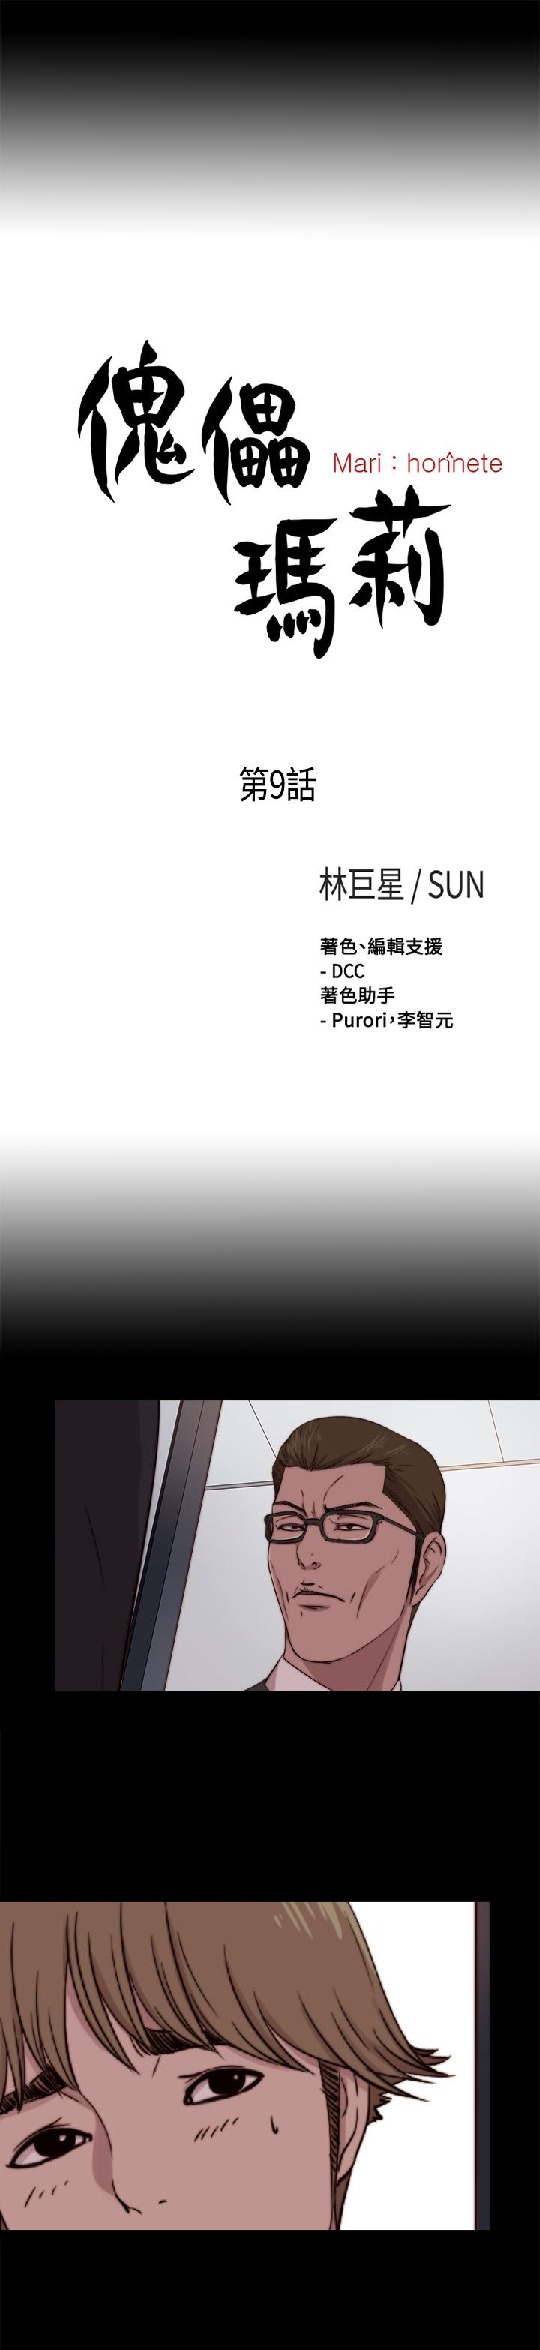 傀儡
Mari：horînnete
瑪莉
第9話
林巨星 / SUN
著色、編輯支援
- DCC
著色助手
- Purori，李智元